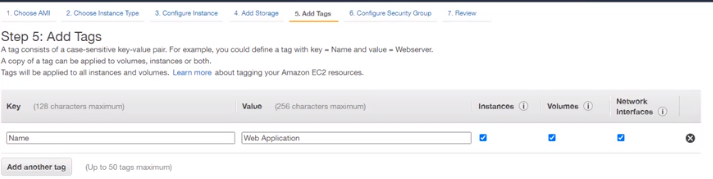 1. Choose AMI 2. Choose Instance Type 3. Configure Instance 4. Add Storage 5. Add Tags 6. Configure Security Group 7. Review
Step 5: Add Tags
A tag consists of a case-sensitive key-value pair. For example, you could define a tag with key = Name and value = Webserver.
A copy of a tag can be applied to volumes, instances or both.
Tags will be applied to all instances and volumes. Learn more about tagging your Amazon EC2 resources.
Key (128 characters maximum) Value (256 characters maximum) Instances Volumes Network Interfaces
Name Web Application
Add another tag (Up to 50 tags maximum)